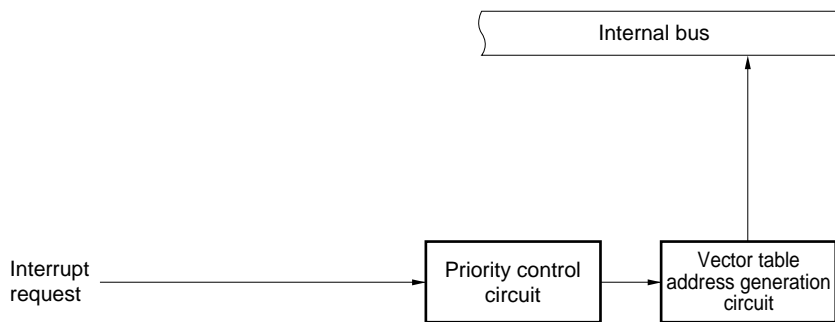 Internal bus
Interrupt
request
Priority control
circuit
Vector table
address generation
circuit